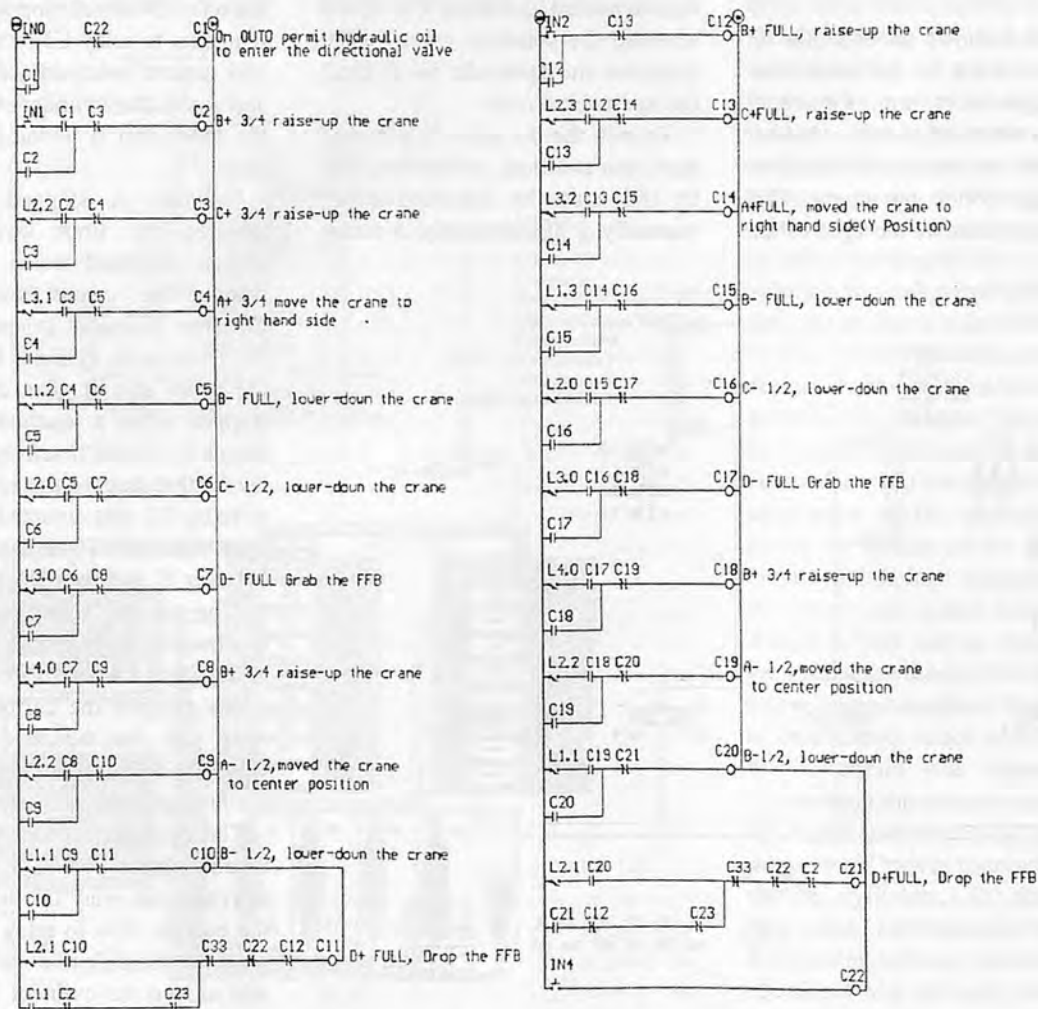 IN0 C22 C1 On OUTO permit hydraulic oil
to enter the directional valve
C1
IN1 C1 C3 C2 B+ 3/4 raise-up the crane
C2
L2.2 C2 C4 C3 C+ 3/4 raise-up the crane
C3
L3.1 C3 C5 C4 A+ 3/4 move the crane to
right hand side
C4
L1.2 C4 C6 C5 B- FULL, lower-down the crane
C5
L2.0 C5 C7 C6 C- 1/2, lower-doun the crane
C6
L3.0 C6 C8 C7 D- FULL Grab the FFB
C7
L4.0 C7 C9 C8 B+ 3/4 raise-up the crane
C8
L2.2 C8 C10 C9 A- 1/2,moved the crane
to center position
C9
L1.1 C9 C11 C10 B- 1/2, lower-doun the crane
C10
L2.1 C10 C33 C22 C12 C11 D+ FULL, Drop the FFB
C11 C2 C23
IN2 C13 C12 B+ FULL, raise-up the crane
C12
L2.3 C12 C14 C13 C+FULL, raise-up the crane
C13
L3.2 C13 C15 C14 A+FULL, moved the crane to
right hand side(Y Position)
C14
L1.3 C14 C16 C15 B- FULL, lower-doun the crane
C15
L2.0 C15 C17 C16 C- 1/2, lower-doun the crane
C16
L3.0 C16 C18 C17 D- FULL Grab the FFB
C17
L4.0 C17 C19 C18 B+ 3/4 raise-up the crane
C18
L2.2 C18 C20 C19 A- 1/2,moved the crane
to center position
C19
L1.1 C19 C21 C20 B-1/2, lower-doun the crane
C20
L2.1 C20 C33 C22 C2 C21 D+FULL, Drop the FFB
C21 C12 C23
IN4 C22